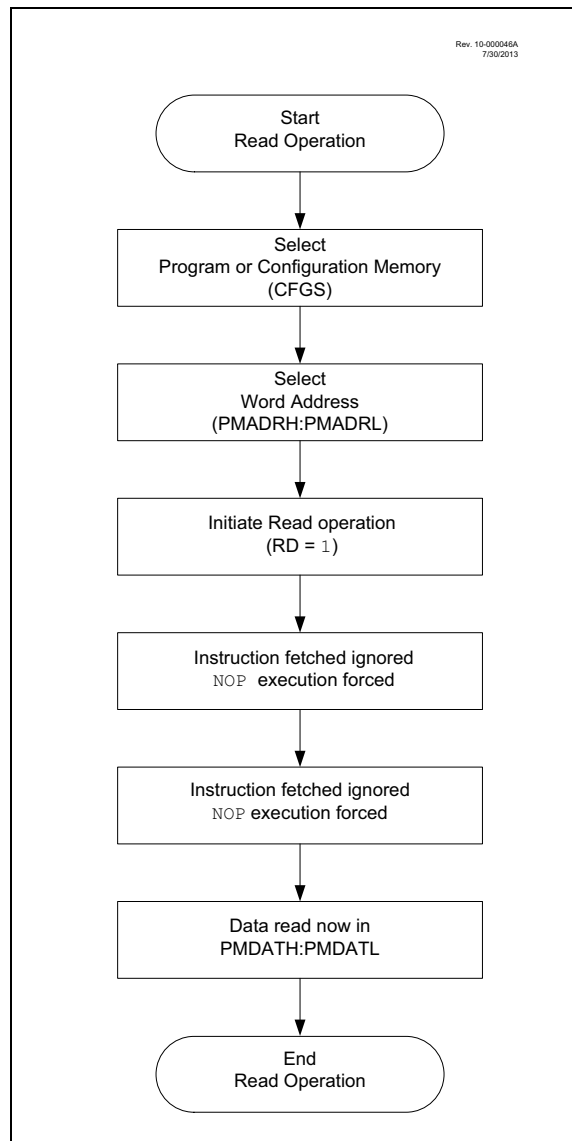 Rev. 10-000046A
7/30/2013
Start
Read Operation
Select
Program or Configuration Memory
(CFGS)
Select
Word Address
(PMADRH:PMADRL)
Initiate Read operation
(RD = 1)
Instruction fetched ignored
NOP execution forced
Instruction fetched ignored
NOP execution forced
Data read now in
PMDATH:PMDATL
End
Read Operation